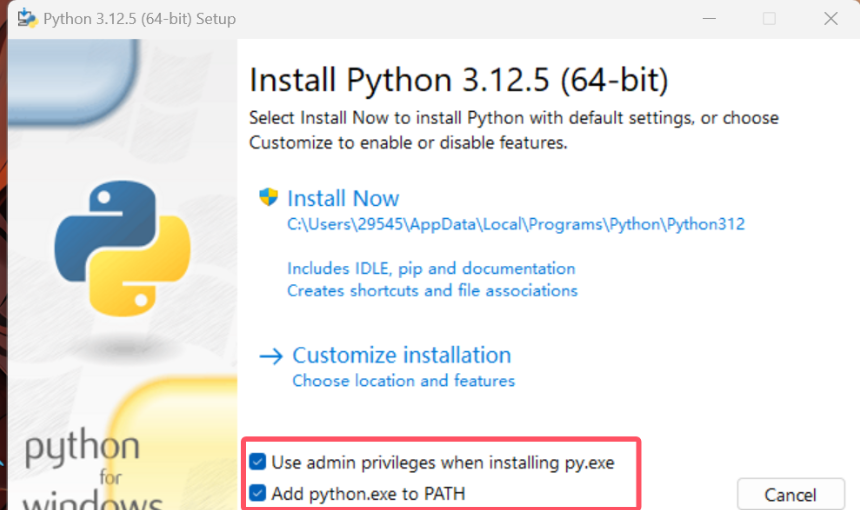 Python 3.12.5 (64-bit) Setup
Install Python 3.12.5 (64-bit)
Select Install Now to install Python with default settings, or choose
Customize to enable or disable features.
Install Now
C:\Users\29545\AppData\Local\Programs\Python\Python312
Includes IDLE, pip and documentation
Creates shortcuts and file associations
Customize installation
Choose location and features
python
for
windows
Use admin privileges when installing py.exe
Add python.exe to PATH
Cancel